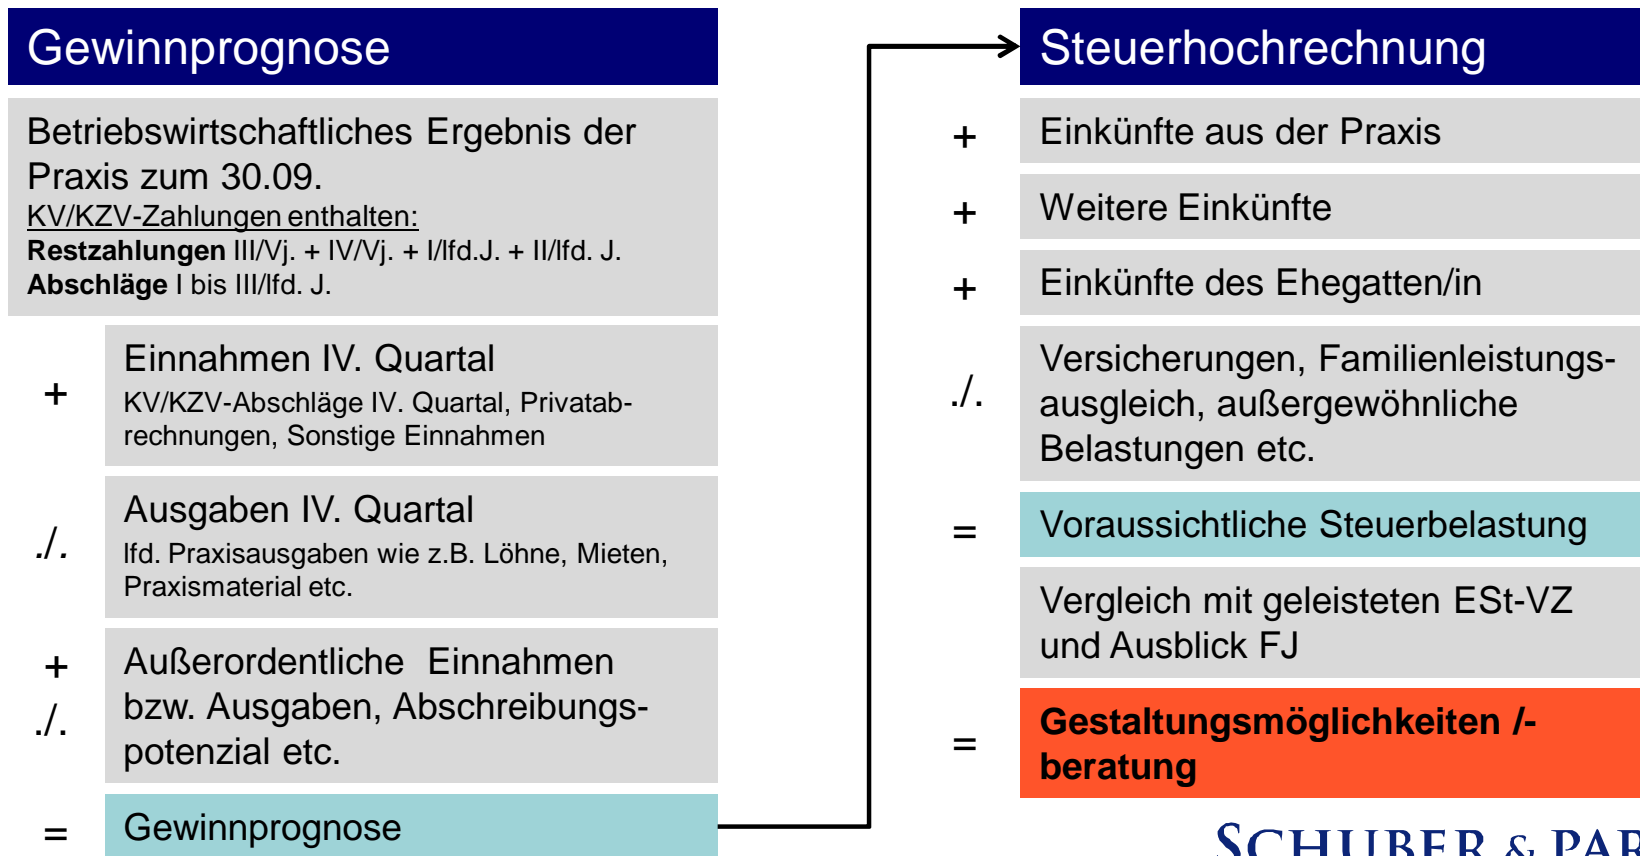 Gewinnprognose
Betriebswirtschaftliches Ergebnis der
Praxis zum 30.09.
KV/KZV-Zahlungen enthalten:
Restzahlungen III/Vj. + IV/Vj. + I/lfd.J. + II/lfd. J.
Abschläge I bis III/lfd. J.
+
Einnahmen IV. Quartal
KV/KZV-Abschläge IV. Quartal, Privatab-
rechnungen, Sonstige Einnahmen
./.
Ausgaben IV. Quartal
lfd. Praxisausgaben wie z.B. Löhne, Mieten,
Praxismaterial etc.
+
./.
Außerordentliche Einnahmen
bzw. Ausgaben, Abschreibungs-
potenzial etc.
=
Gewinnprognose
Steuerhochrechnung
+
Einkünfte aus der Praxis
+
Weitere Einkünfte
+
Einkünfte des Ehegatten/in
./.
Versicherungen, Familienleistungs-
ausgleich, außergewöhnliche
Belastungen etc.
=
Voraussichtliche Steuerbelastung
Vergleich mit geleisteten ESt-VZ
und Ausblick FJ
=
Gestaltungsmöglichkeiten /-
beratung
SCHUBER & PAR